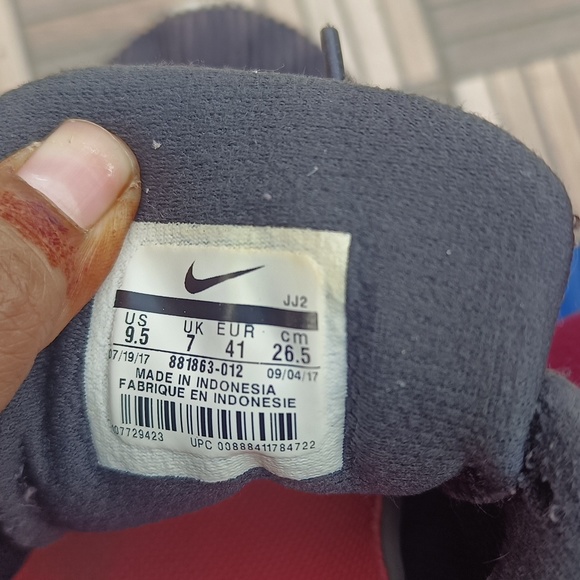 JJ2
US UK EUR cm
9.5 7 41 26.5
07/19/17 881863-012 09/04/17
MADE IN INDONESIA
FABRIQUE EN INDONESIE
UPC 00888411784722